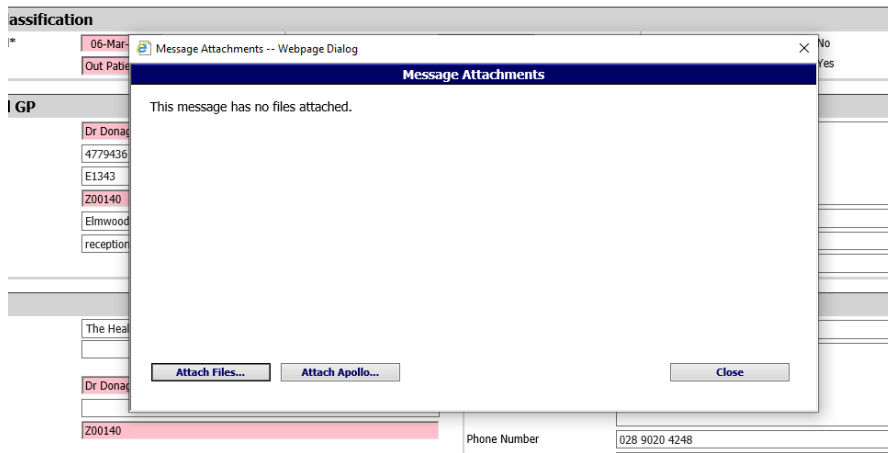 assification
06-Mar-
No
Out Patie
Yes
Message Attachments -- Webpage Dialog
Message Attachments
This message has no files attached.
Attach Files...
Attach Apollo...
Close
l GP
Dr Donag
4779436
E1343
Z00140
Elmwood
reception
The Heal
Dr Donag
Z00140
Phone Number
028 9020 4248